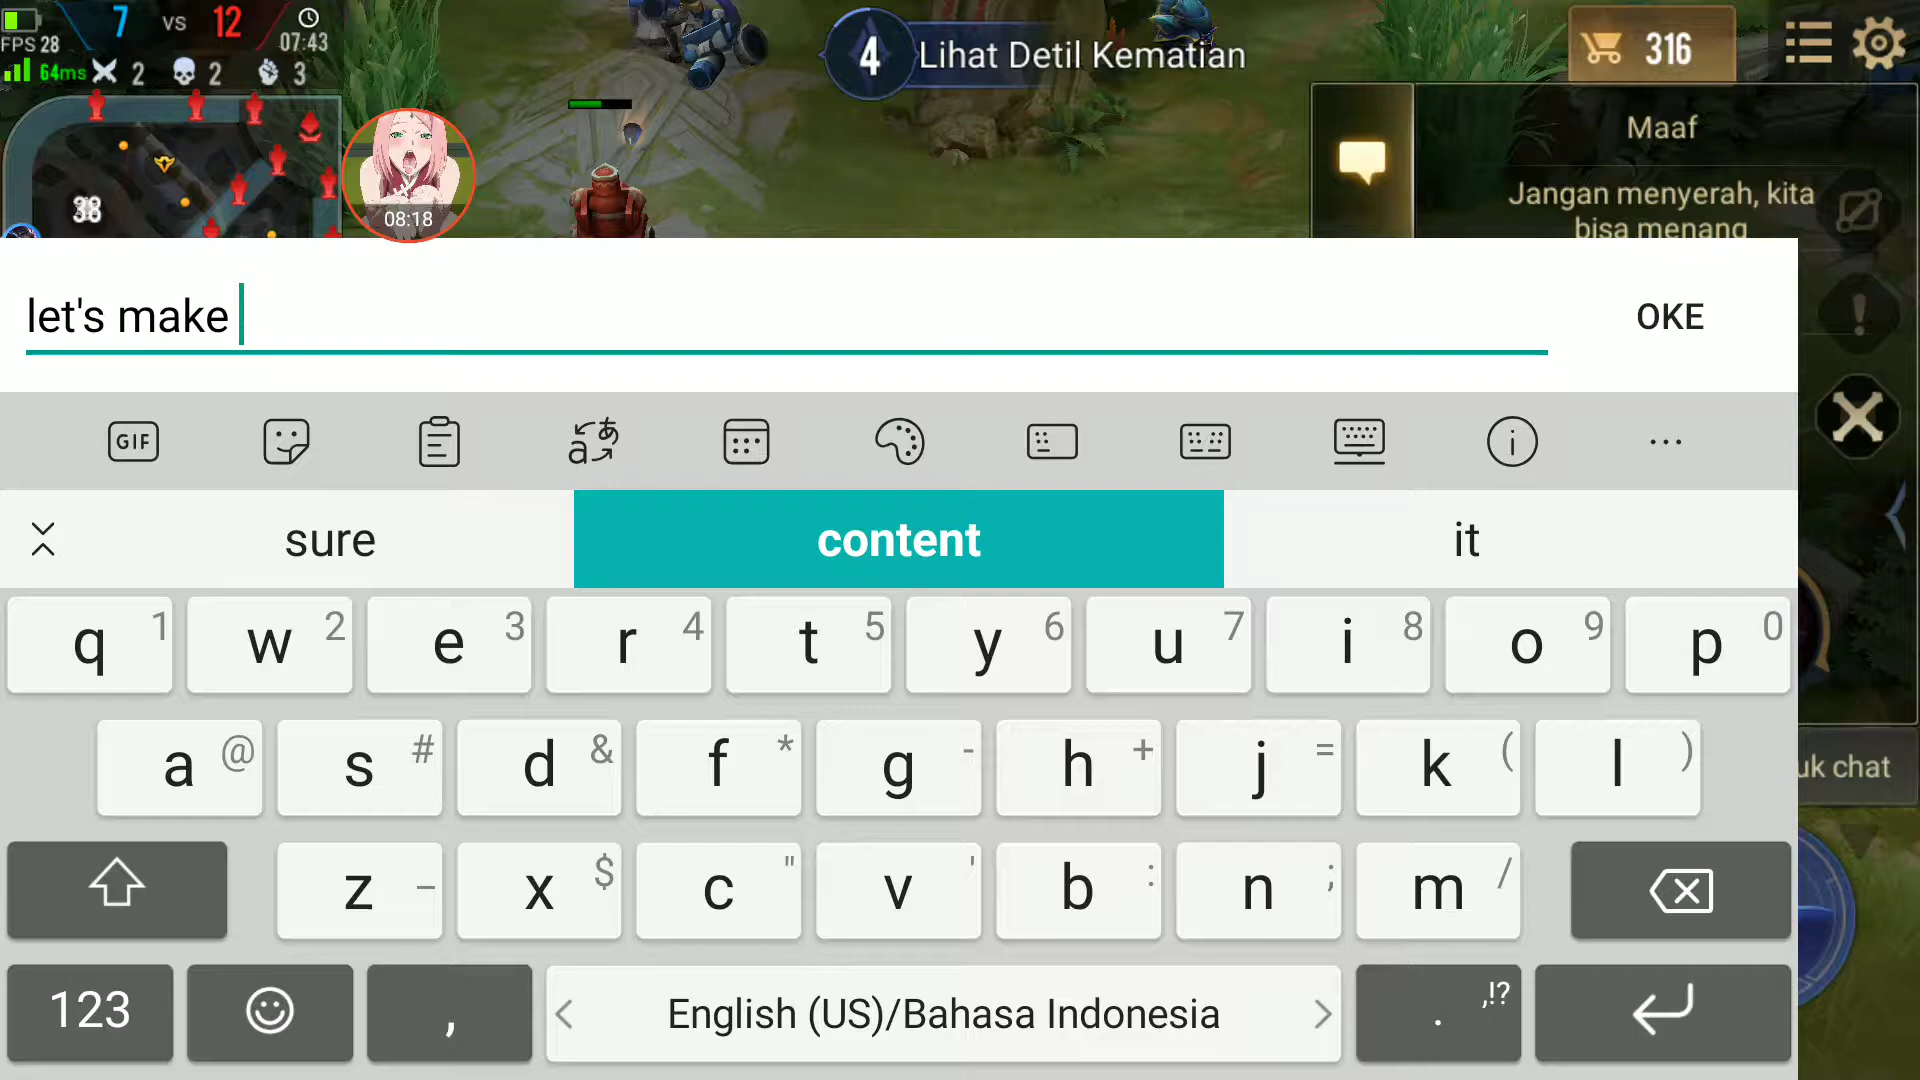 7 vs 12
07:43
FPS 28
64ms 2 2 3
38
08:18
4 Lihat Detil Kematian
316
Maaf
Jangan menyerah, kita
bisa menang
let's make
OKE
GIF
sure content it
q 1 w 2 e 3 r 4 t 5 y 6 u 7 i 8 o 9 p 0
a @ s # d & f * g - h + j = k ( l )
z _ x $ c " v ' b : n ; m /
123 , < English (US)/Bahasa Indonesia > . ,!?
uk chat